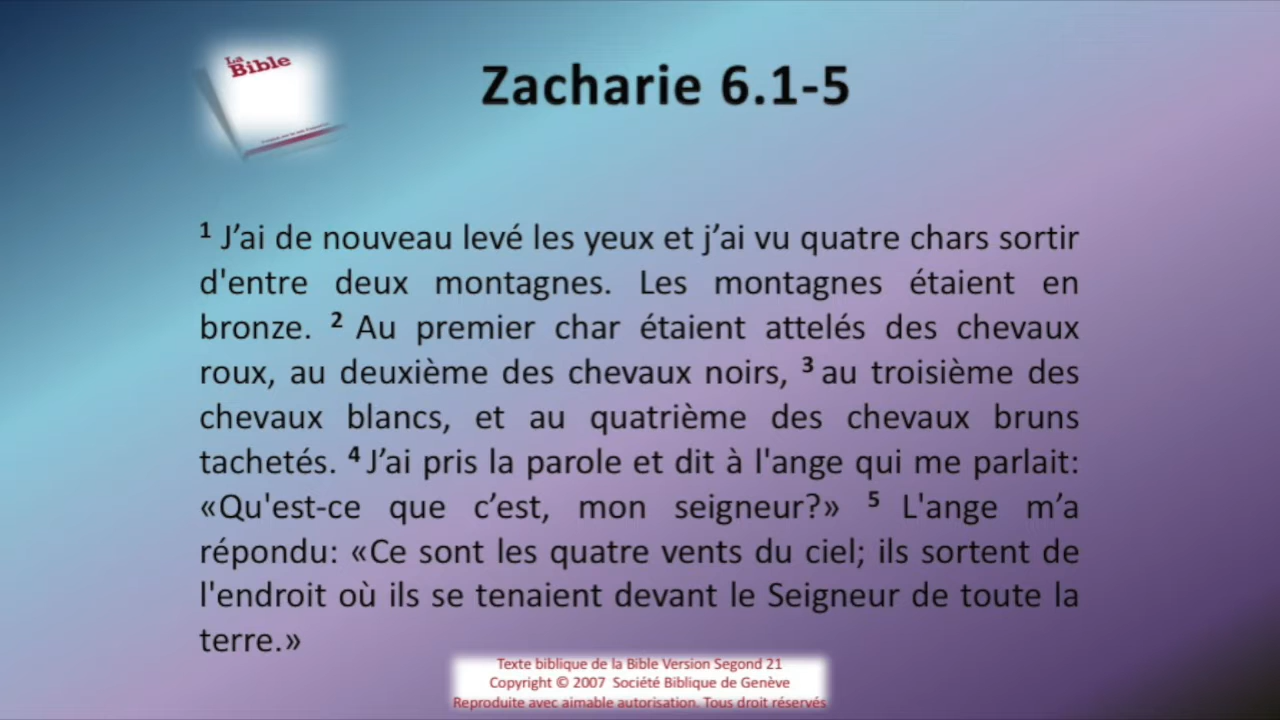 La
Bible
Zacharie 6.1-5
1 J’ai de nouveau levé les yeux et j’ai vu quatre chars sortir
d'entre deux montagnes. Les montagnes étaient en
bronze. 2 Au premier char étaient attelés des chevaux
roux, au deuxième des chevaux noirs, 3 au troisième des
chevaux blancs, et au quatrième des chevaux bruns
tachetés. 4 J’ai pris la parole et dit à l'ange qui me parlait:
«Qu'est-ce que c’est, mon seigneur?» 5 L'ange m’a
répondu: «Ce sont les quatre vents du ciel; ils sortent de
l'endroit où ils se tenaient devant le Seigneur de toute la
terre.»
Texte biblique de la Bible Version Segond 21
Copyright © 2007 Société Biblique de Genève
Reproduite avec aimable autorisation. Tous droit réservés